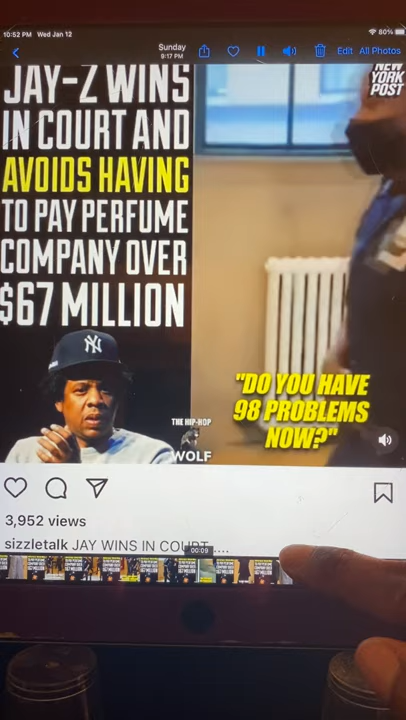 10:52 PM Wed Jan 12
80%
Sunday
9:17 PM
Edit All Photos
JAY-Z WINS
IN COURT AND
AVOIDS HAVING
TO PAY PERFUME
COMPANY OVER
$67 MILLION
NEW
YORK
POST
NY
"DO YOU HAVE
98 PROBLEMS
NOW?"
THE HIP-HOP
WOLF
3,952 views
sizzletalk JAY WINS IN COURT....
00:09